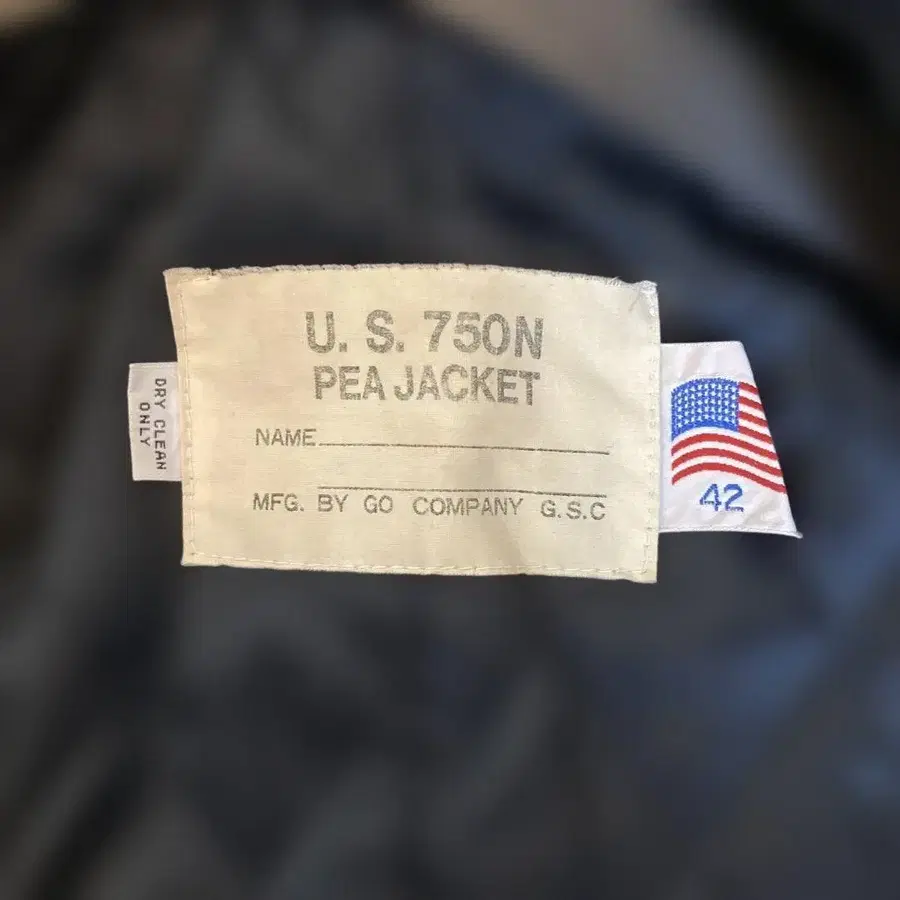 U. S. 750N
PEA JACKET
NAME
MFG. BY GO COMPANY G.S.C
DRY CLEAN
ONLY
42